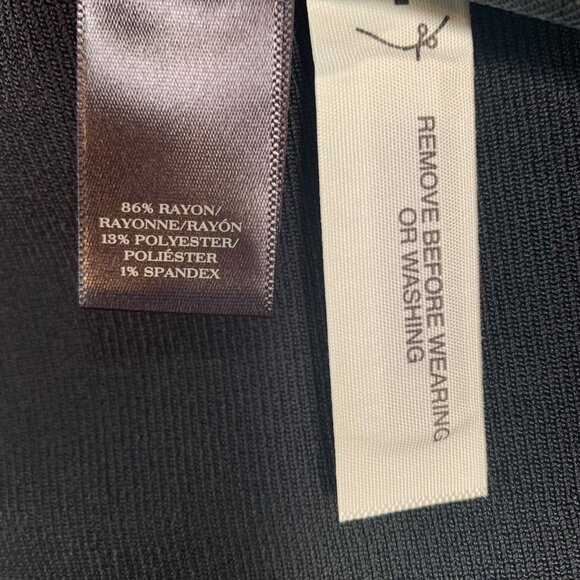 86% RAYON/
RAYONNE/RAYÓN
13% POLYESTER/
POLIÉSTER
1% SPANDEX
REMOVE BEFORE WEARING
OR WASHING